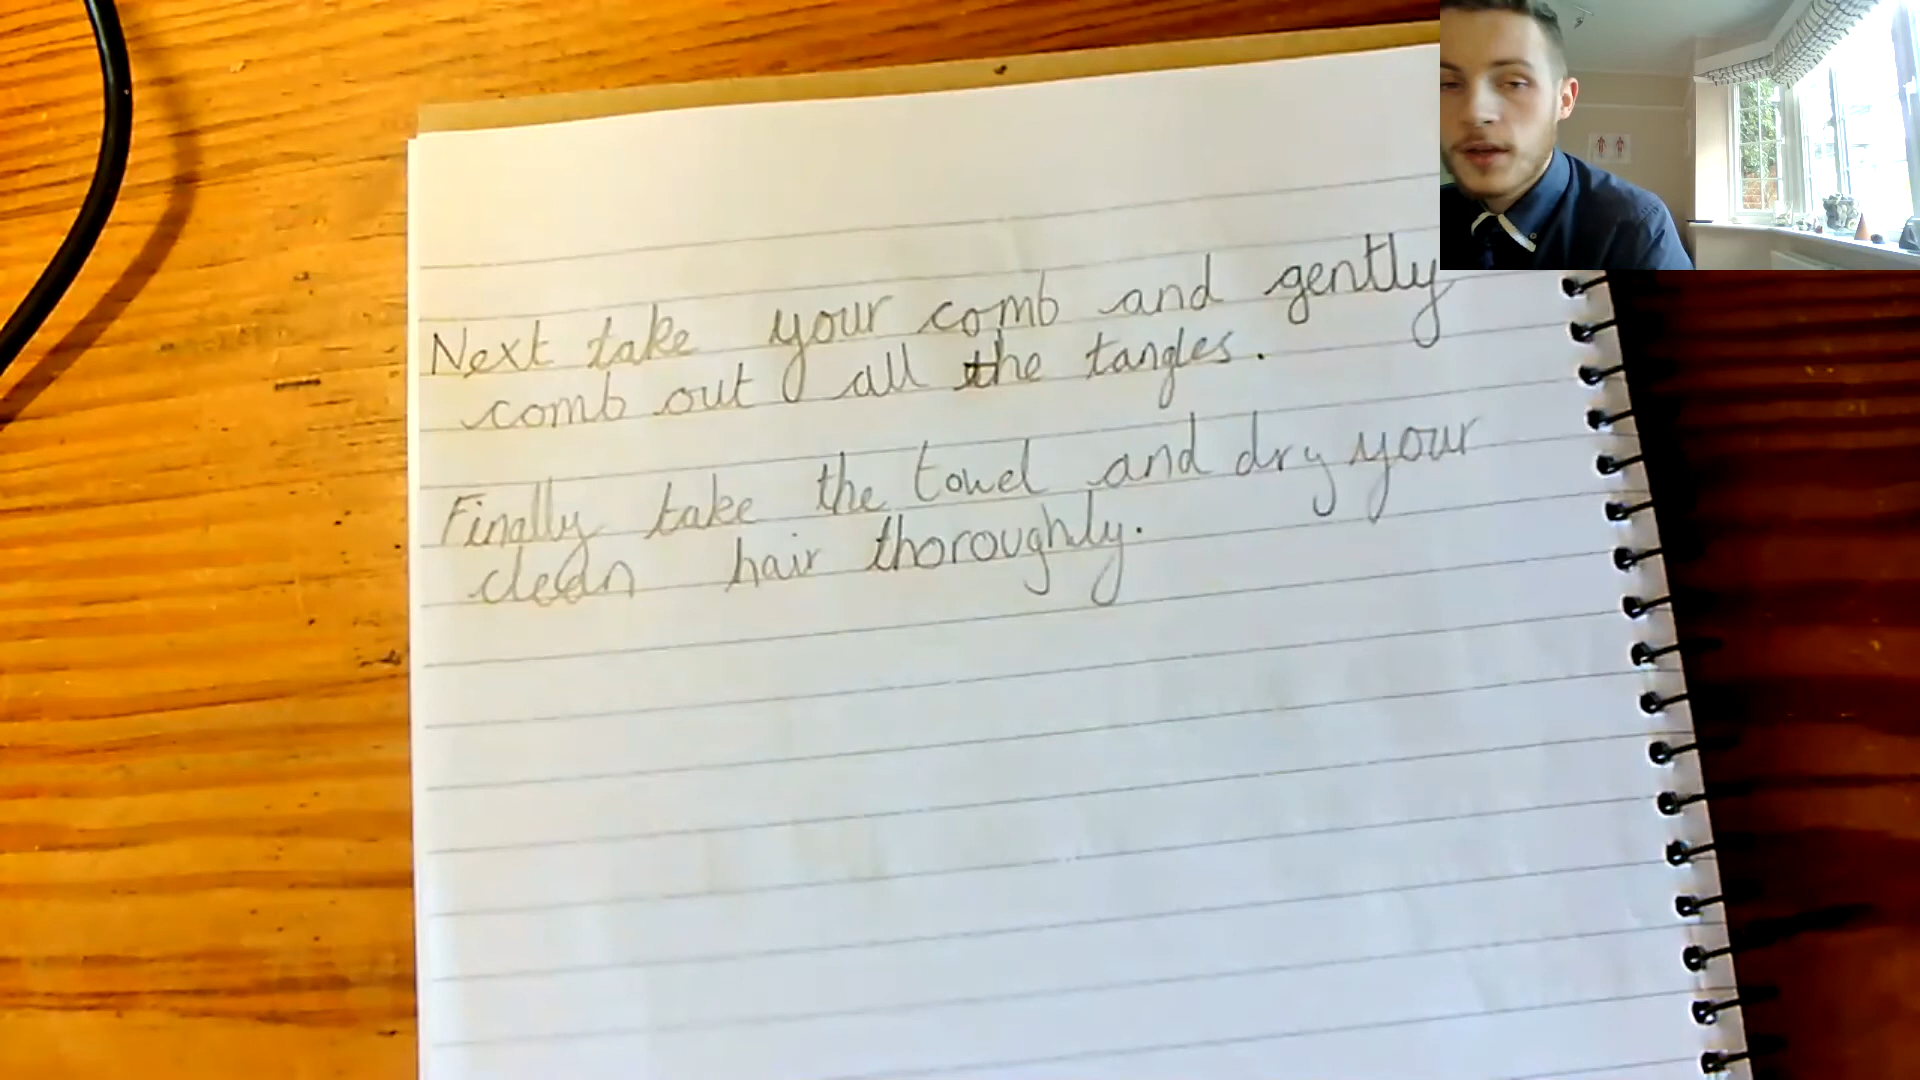 Next take your comb and gently
comb out all the tangles.
Finally take the towel and dry your
clean hair thoroughly.